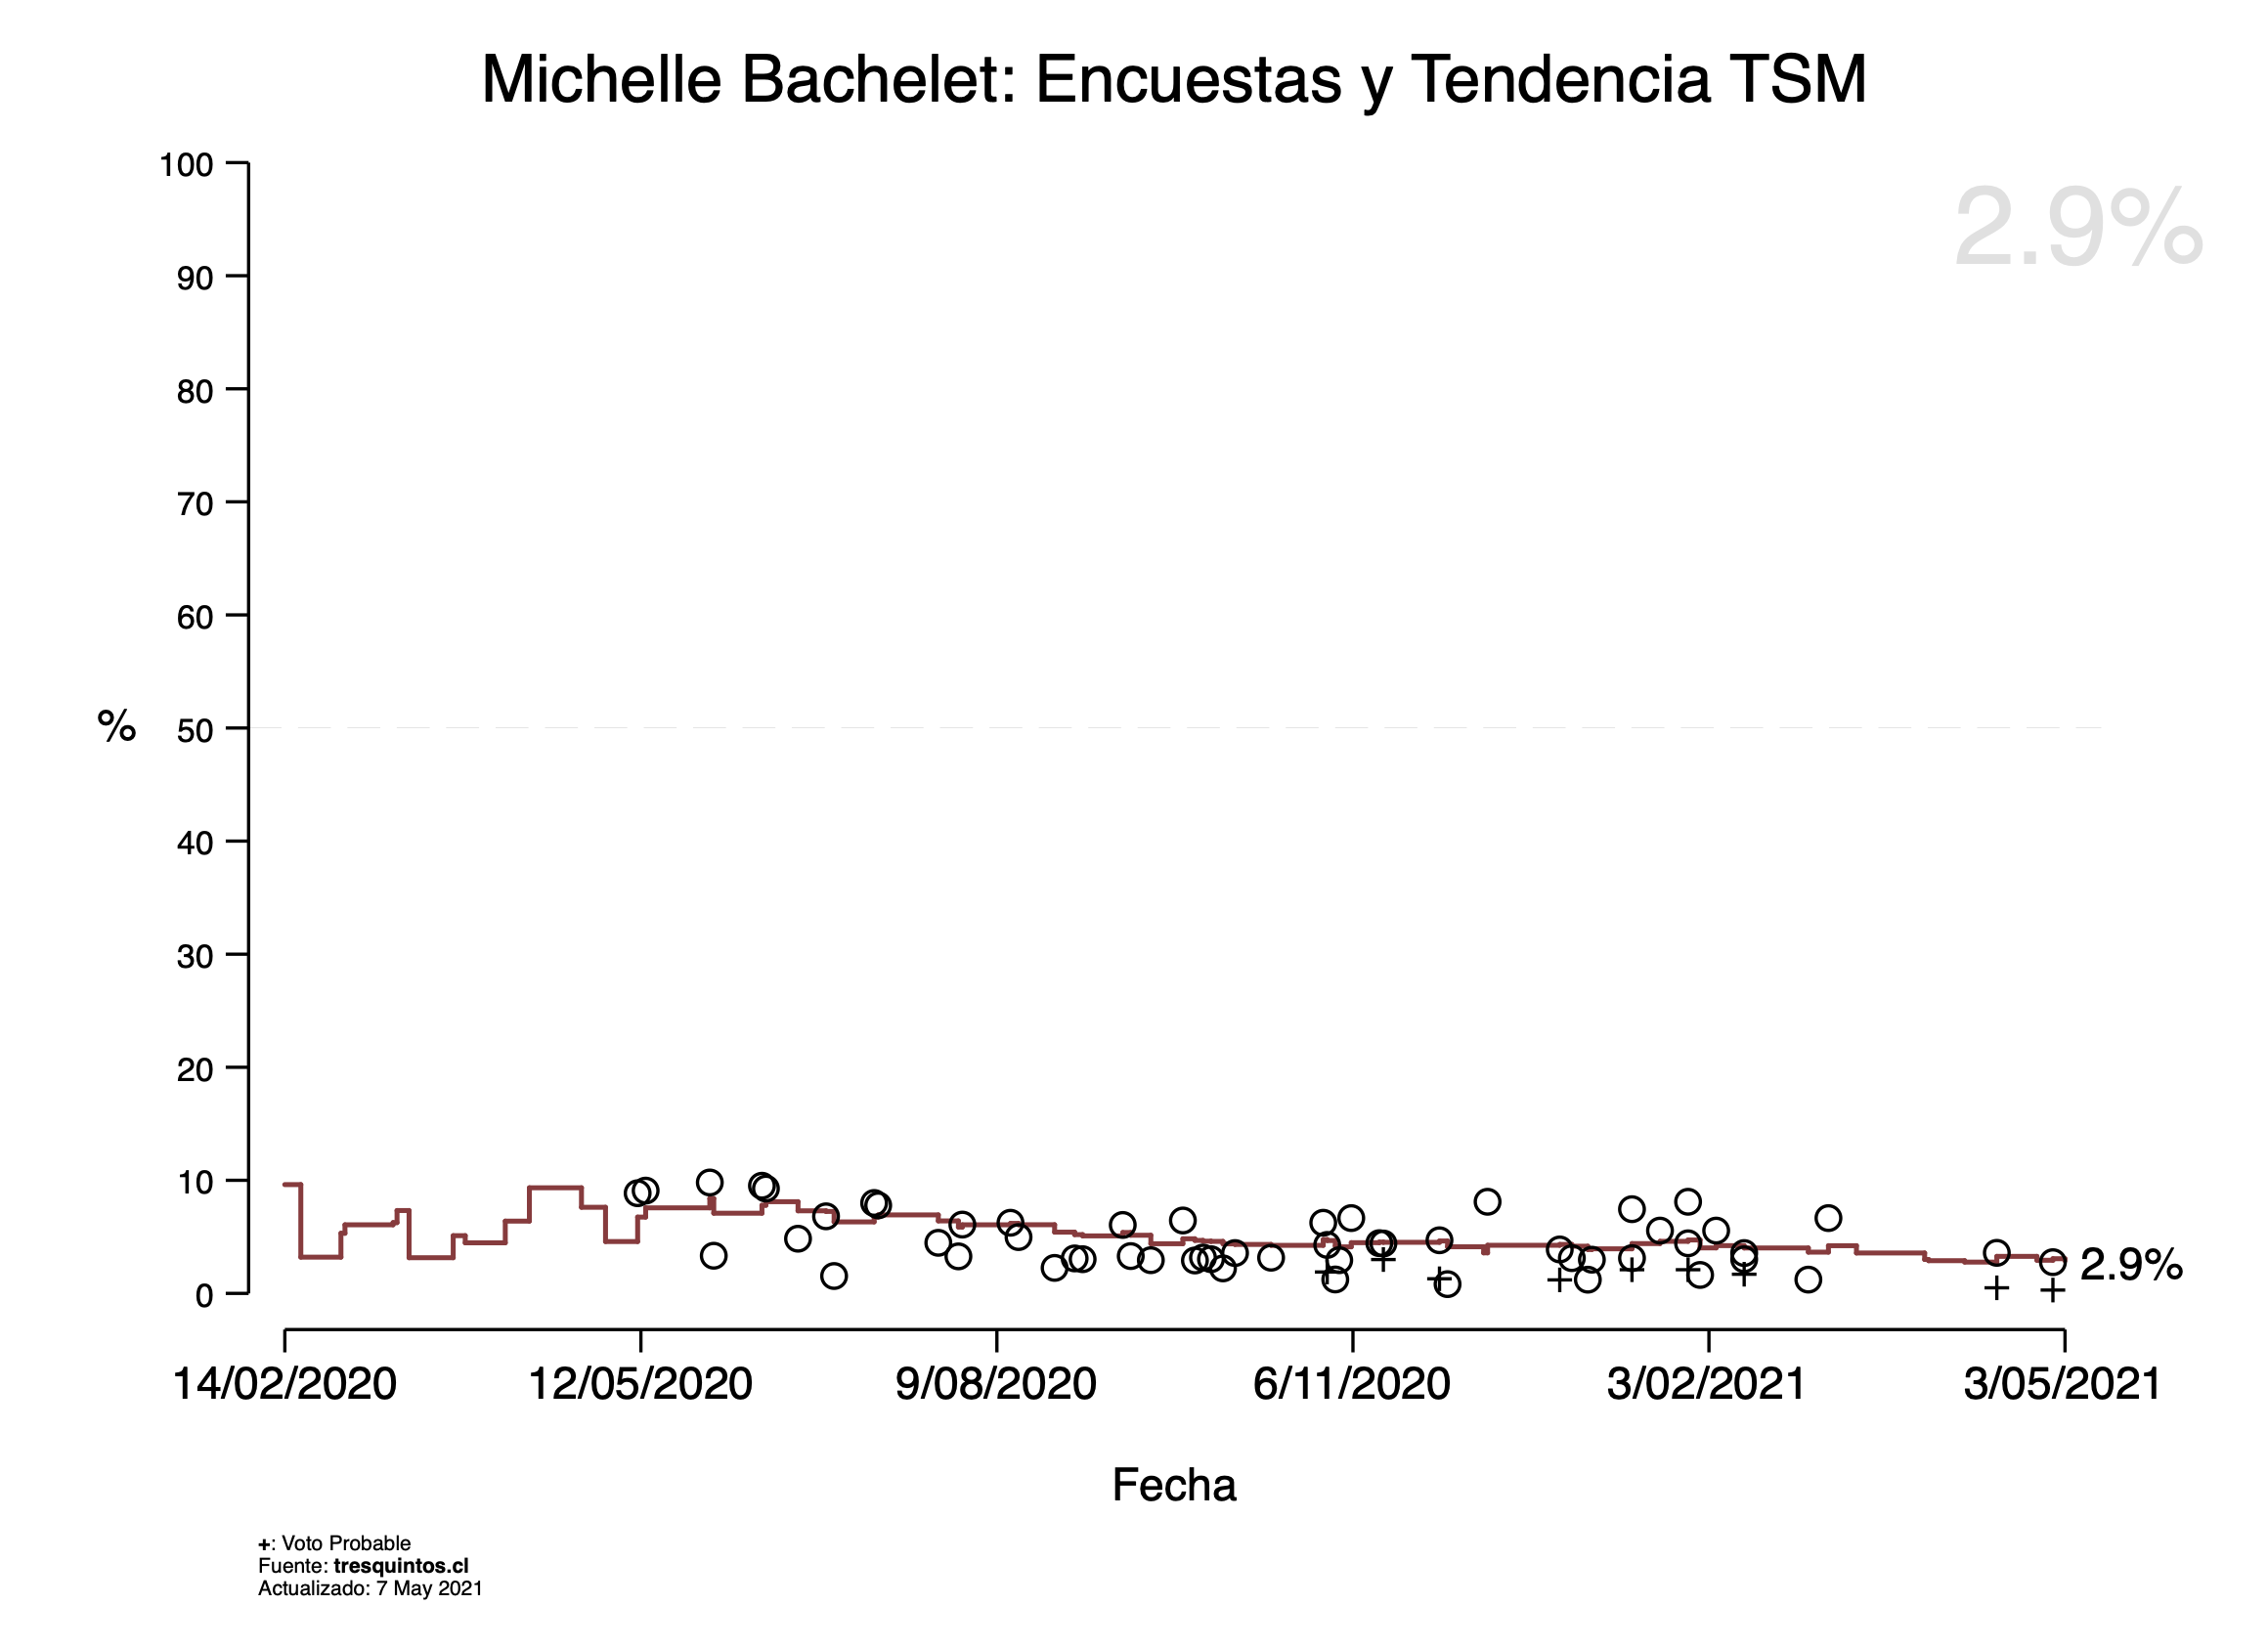 Michelle Bachelet: Encuestas y Tendencia TSM
2.9%
100
90
80
70
60
50
40
30
20
10
0
%
2.9%
14/02/2020 12/05/2020 9/08/2020 6/11/2020 3/02/2021 3/05/2021
Fecha
+: Voto Probable
Fuente: tresquintos.cl
Actualizado: 7 May 2021